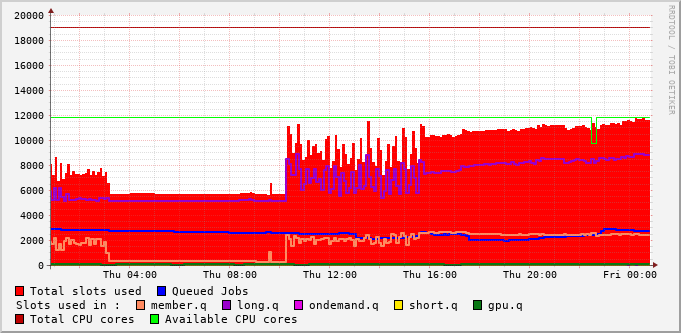 RRDTOOL / TOBI OETIKER
20000
18000
16000
14000
12000
10000
8000
6000
4000
2000
0
Thu 04:00 Thu 08:00 Thu 12:00 Thu 16:00 Thu 20:00 Fri 00:00
Total slots used Queued Jobs
Slots used in : member.q long.q ondemand.q short.q gpu.q
Total CPU cores Available CPU cores